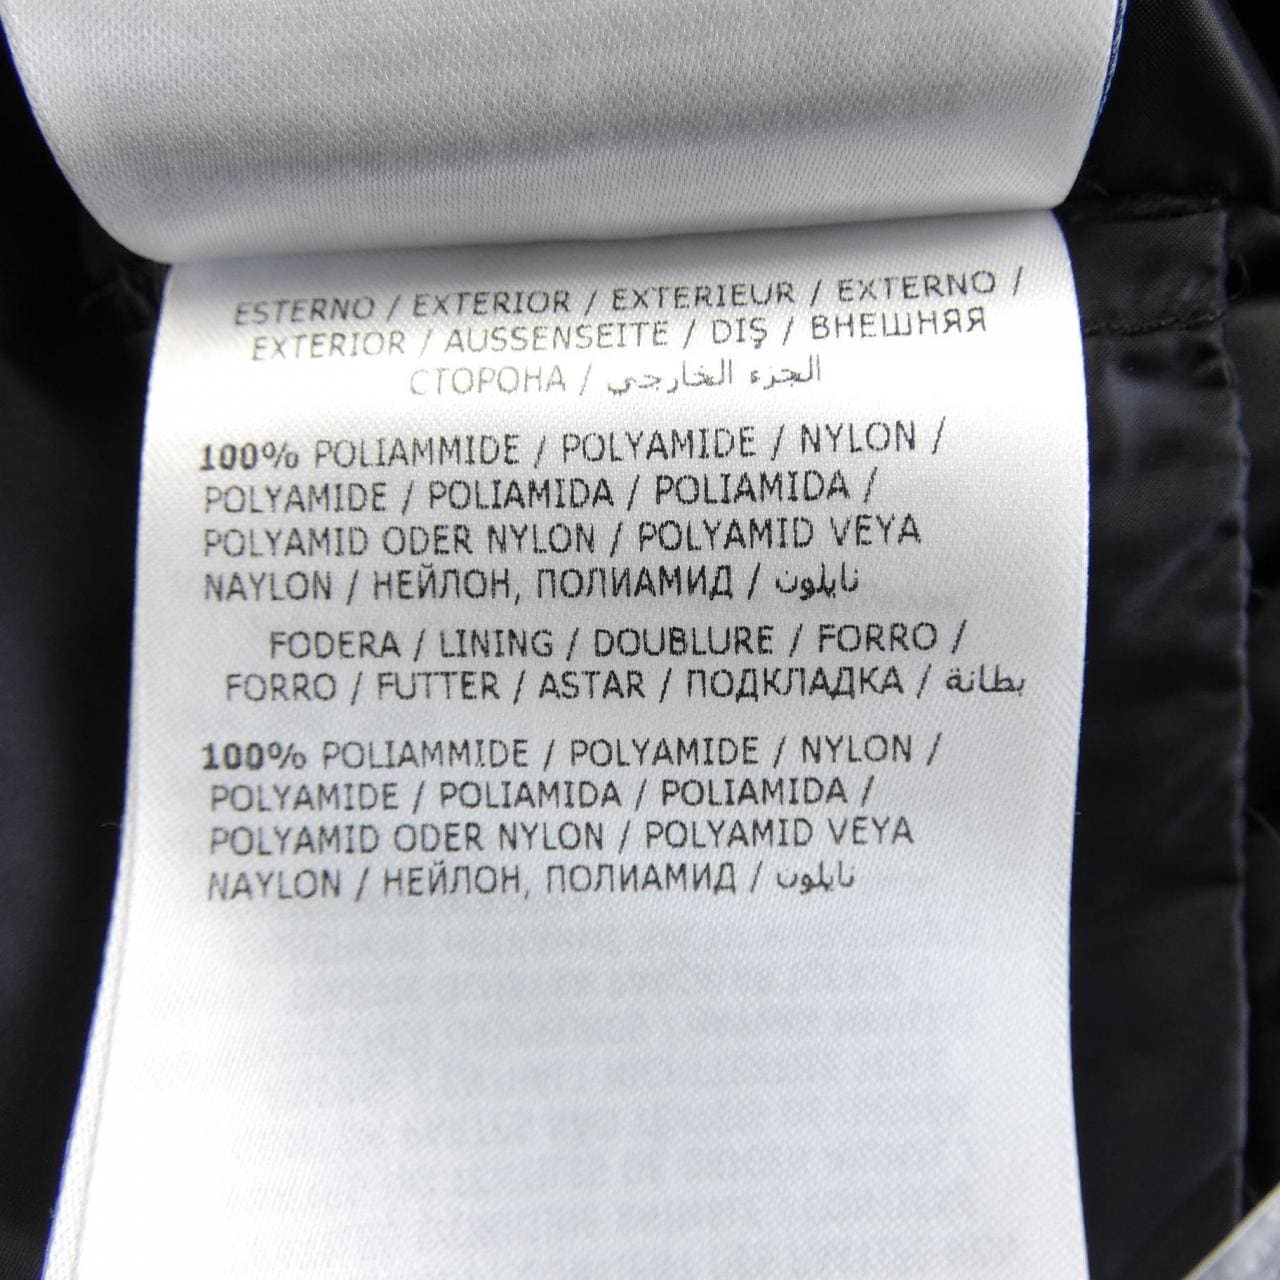 ESTERNO / EXTERIOR / EXTERIEUR / EXTERNO /
EXTERIOR / AUSSENSEITE / DIŞ / ВНЕШНЯЯ
СТОРОНА / الجزء الخارجي
100% POLIAMMIDE / POLYAMIDE / NYLON /
POLYAMIDE / POLIAMIDA / POLIAMIDA /
POLYAMID ODER NYLON / POLYAMID VEYA
NAYLON / НЕЙЛОН, ПОЛИАМИД / نايلون
FODERA / LINING / DOUBLURE / FORRO /
FORRO / FUTTER / ASTAR / ПОДКЛАДКА / بطانة
100% POLIAMMIDE / POLYAMIDE / NYLON /
POLYAMIDE / POLIAMIDA / POLIAMIDA /
POLYAMID ODER NYLON / POLYAMID VEYA
NAYLON / НЕЙЛОН, ПОЛИАМИД / نايلون